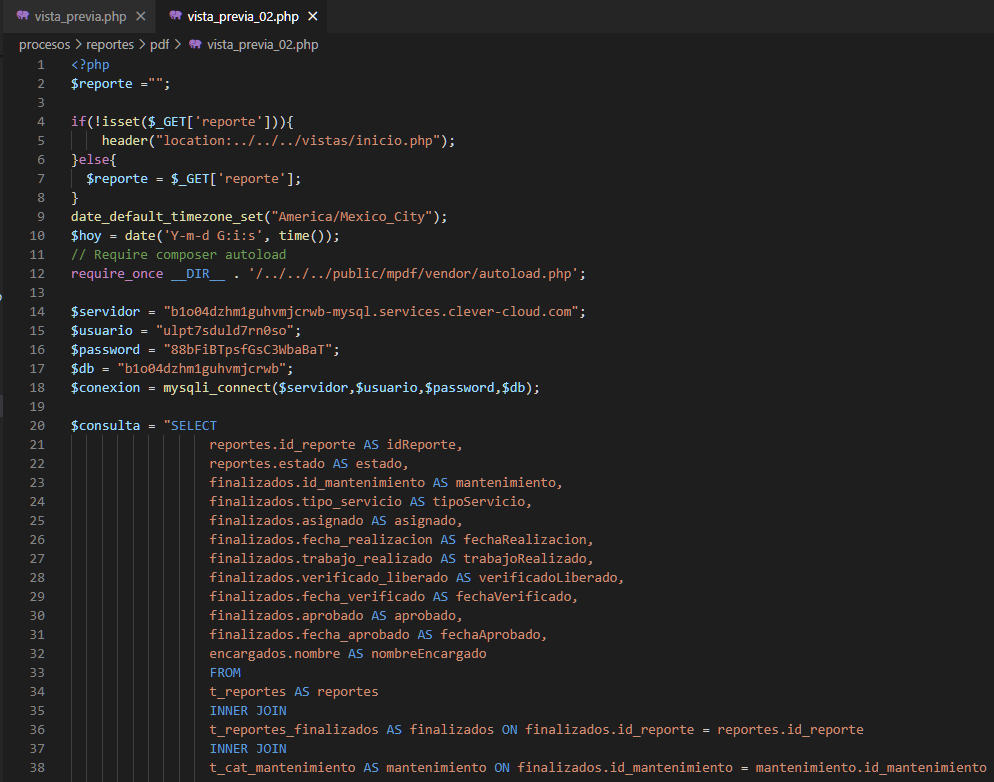 vista_previa.php
vista_previa_02.php
procesos > reportes > pdf > vista_previa_02.php
1 <?php
2 $reporte ="";
3
4 if(!isset($_GET['reporte'])){
5 header("location:../../../vistas/inicio.php");
6 }else{
7 $reporte = $_GET['reporte'];
8 }
9 date_default_timezone_set("America/Mexico_City");
10 $hoy = date('Y-m-d G:i:s', time());
11 // Require composer autoload
12 require_once __DIR__ . '/../../../public/mpdf/vendor/autoload.php';
13
14 $servidor = "b1o04dzhm1guhvmjcrwb-mysql.services.clever-cloud.com";
15 $usuario = "ulpt7sduld7rn0so";
16 $password = "88bFiBTpsfGsC3WbaBaT";
17 $db = "b1o04dzhm1guhvmjcrwb";
18 $conexion = mysqli_connect($servidor,$usuario,$password,$db);
19
20 $consulta = "SELECT
21 reportes.id_reporte AS idReporte,
22 reportes.estado AS estado,
23 finalizados.id_mantenimiento AS mantenimiento,
24 finalizados.tipo_servicio AS tipoServicio,
25 finalizados.asignado AS asignado,
26 finalizados.fecha_realizacion AS fechaRealizacion,
27 finalizados.trabajo_realizado AS trabajoRealizado,
28 finalizados.verificado_liberado AS verificadoLiberado,
29 finalizados.fecha_verificado AS fechaVerificado,
30 finalizados.aprobado AS aprobado,
31 finalizados.fecha_aprobado AS fechaAprobado,
32 encargados.nombre AS nombreEncargado
33 FROM
34 t_reportes AS reportes
35 INNER JOIN
36 t_reportes_finalizados AS finalizados ON finalizados.id_reporte = reportes.id_reporte
37 INNER JOIN
38 t_cat_mantenimiento AS mantenimiento ON finalizados.id_mantenimiento = mantenimiento.id_mantenimiento